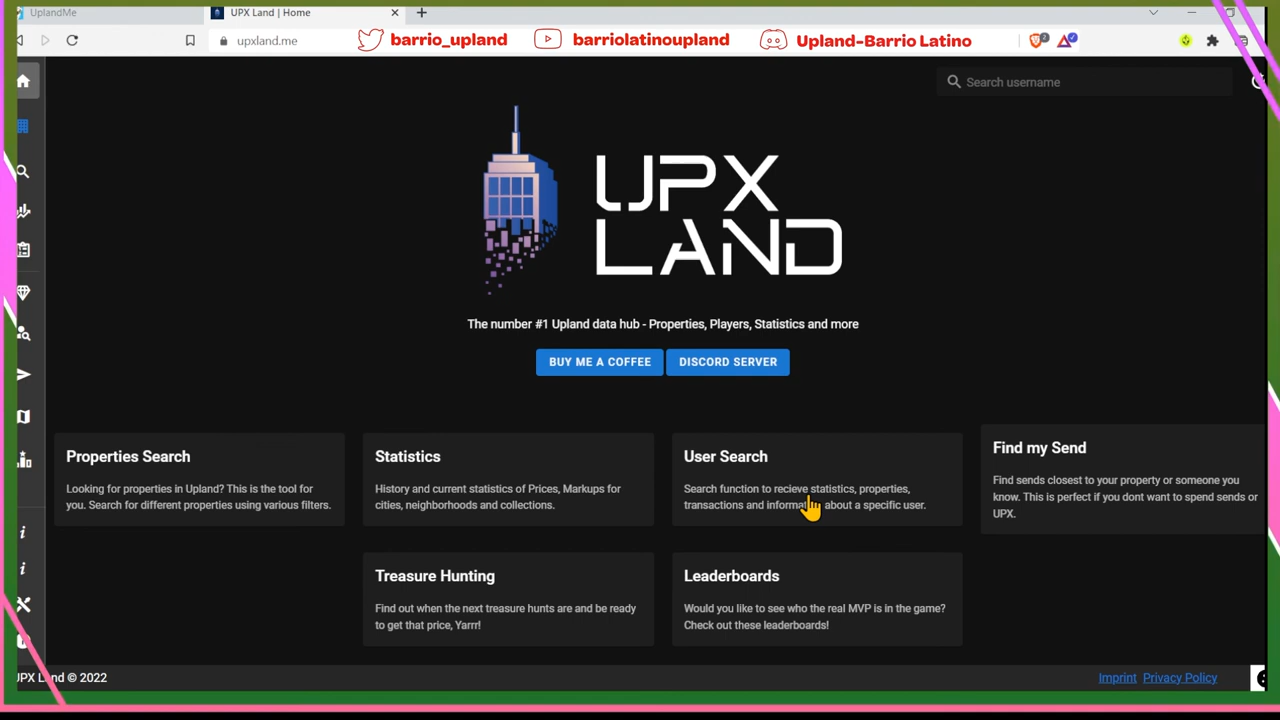 UplandMe
UPX Land | Home
upxland.me
barrio_upland
barriolatinoupland
Upland-Barrio Latino
Search username
UPX
LAND
The number #1 Upland data hub - Properties, Players, Statistics and more
BUY ME A COFFEE
DISCORD SERVER
Properties Search
Looking for properties in Upland? This is the tool for
you. Search for different properties using various filters.
Statistics
History and current statistics of Prices, Markups for
cities, neighborhoods and collections.
User Search
Search function to recieve statistics, properties,
transactions and information about a specific user.
Find my Send
Find sends closest to your property or someone you
know. This is perfect if you dont want to spend sends or
UPX.
Treasure Hunting
Find out when the next treasure hunts are and be ready
to get that price, Yarrr!
Leaderboards
Would you like to see who the real MVP is in the game?
Check out these leaderboards!
UPX Land © 2022
Imprint
Privacy Policy